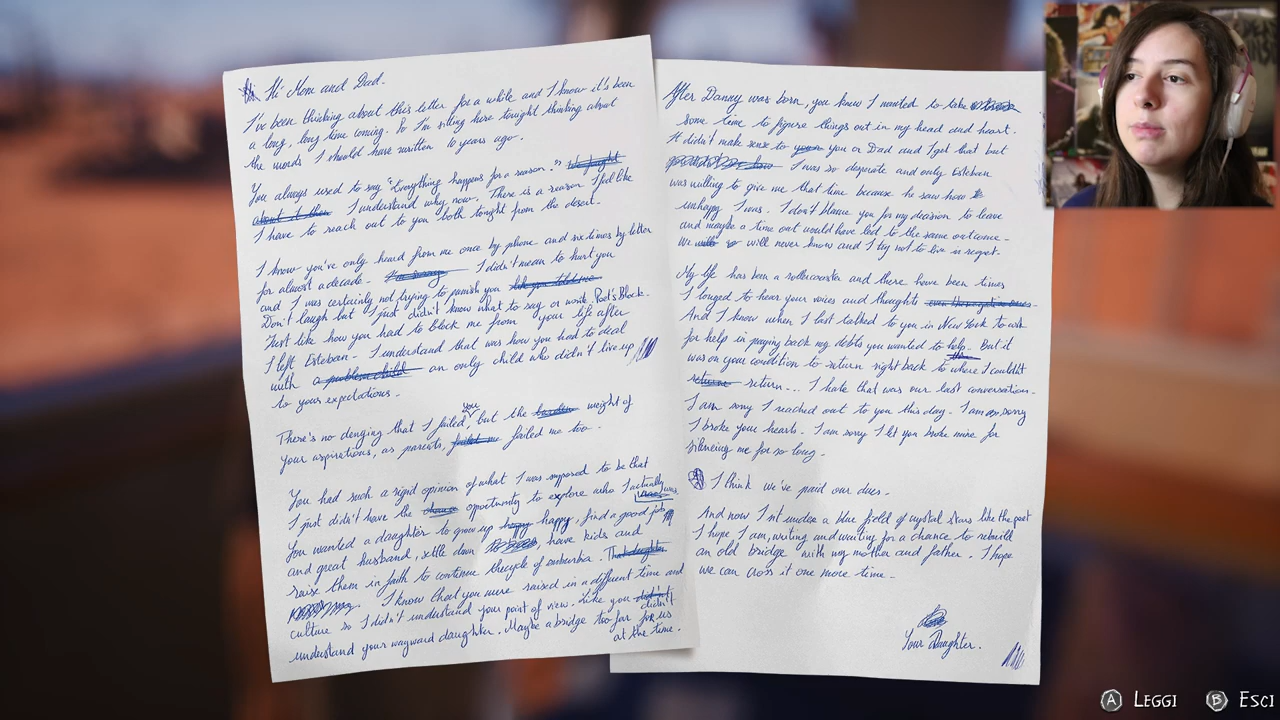 Hi Mom and Dad.
I've been thinking about this letter for a while and I know it's been
a long, long time coming. So I'm sitting here tonight thinking about
the words I should have written 10 years ago.
You always used to say "Everything happens for a reason." I understand why now. There is a reason I feel like
I have to reach out to you both tonight from the desert.
I know you've only heard from me once by phone and six times by letter
for almost a decade. I'm sorry I didn't mean to hurt you
and I was certainly not trying to punish you
Don't laugh but I just didn't know what to say or write. Poet's Block.
Just like how you had to block me from your life after
I left Esteban. I understand that was how you had to deal
with a problem child an only child who didn't live up
to your expectations.
There's no denying that I failed you, but the burden weight of
your aspirations, as parents, failed me failed me too.
You had such a rigid opinion of what I was supposed to be that
I just didn't have the chance opportunity to explore who I actually was.
You wanted a daughter to grow up happy happy, find a good job
and great husband, settle down, have kids and
raise them in faith to continue the cycle of suburbia. That daughter
I know that you were raised in a different time and
culture so I didn't understand your point of view. Like you didn't didn't
understand your wayward daughter. Maybe a bridge too far for us
at the time.
After Danny was born, you knew I wanted to take
some time to figure things out in my head and heart.
It didn't make sense to you or Dad and I get that but
I was so desperate and only Esteban
was willing to give me that time because he saw how
unhappy I was. I don't blame you for my decision to leave
and maybe a time out would have led to the same outcome.
We will never know and I try not to live in regret.
My life has been a rollercoaster and there have been times
I longed to hear your voices and thoughts
And I know when I last talked to you in New York to ask
for help in paying back my debts you wanted to help. But it
was on your condition to return right back to where I couldn't
return... I hate that was our last conversation.
I am sorry I reached out to you this day. I am so sorry
I broke your hearts. I am sorry I let you broke mine for
silencing me for so long.
I think we've paid our dues.
And now I sit under a blue field of crystal stars like the poet
I hope I am, writing and waiting for a chance to rebuild
an old bridge with my mother and father. I hope
we can cross it one more time.
Your Daughter.
A LEGGI B ESCI